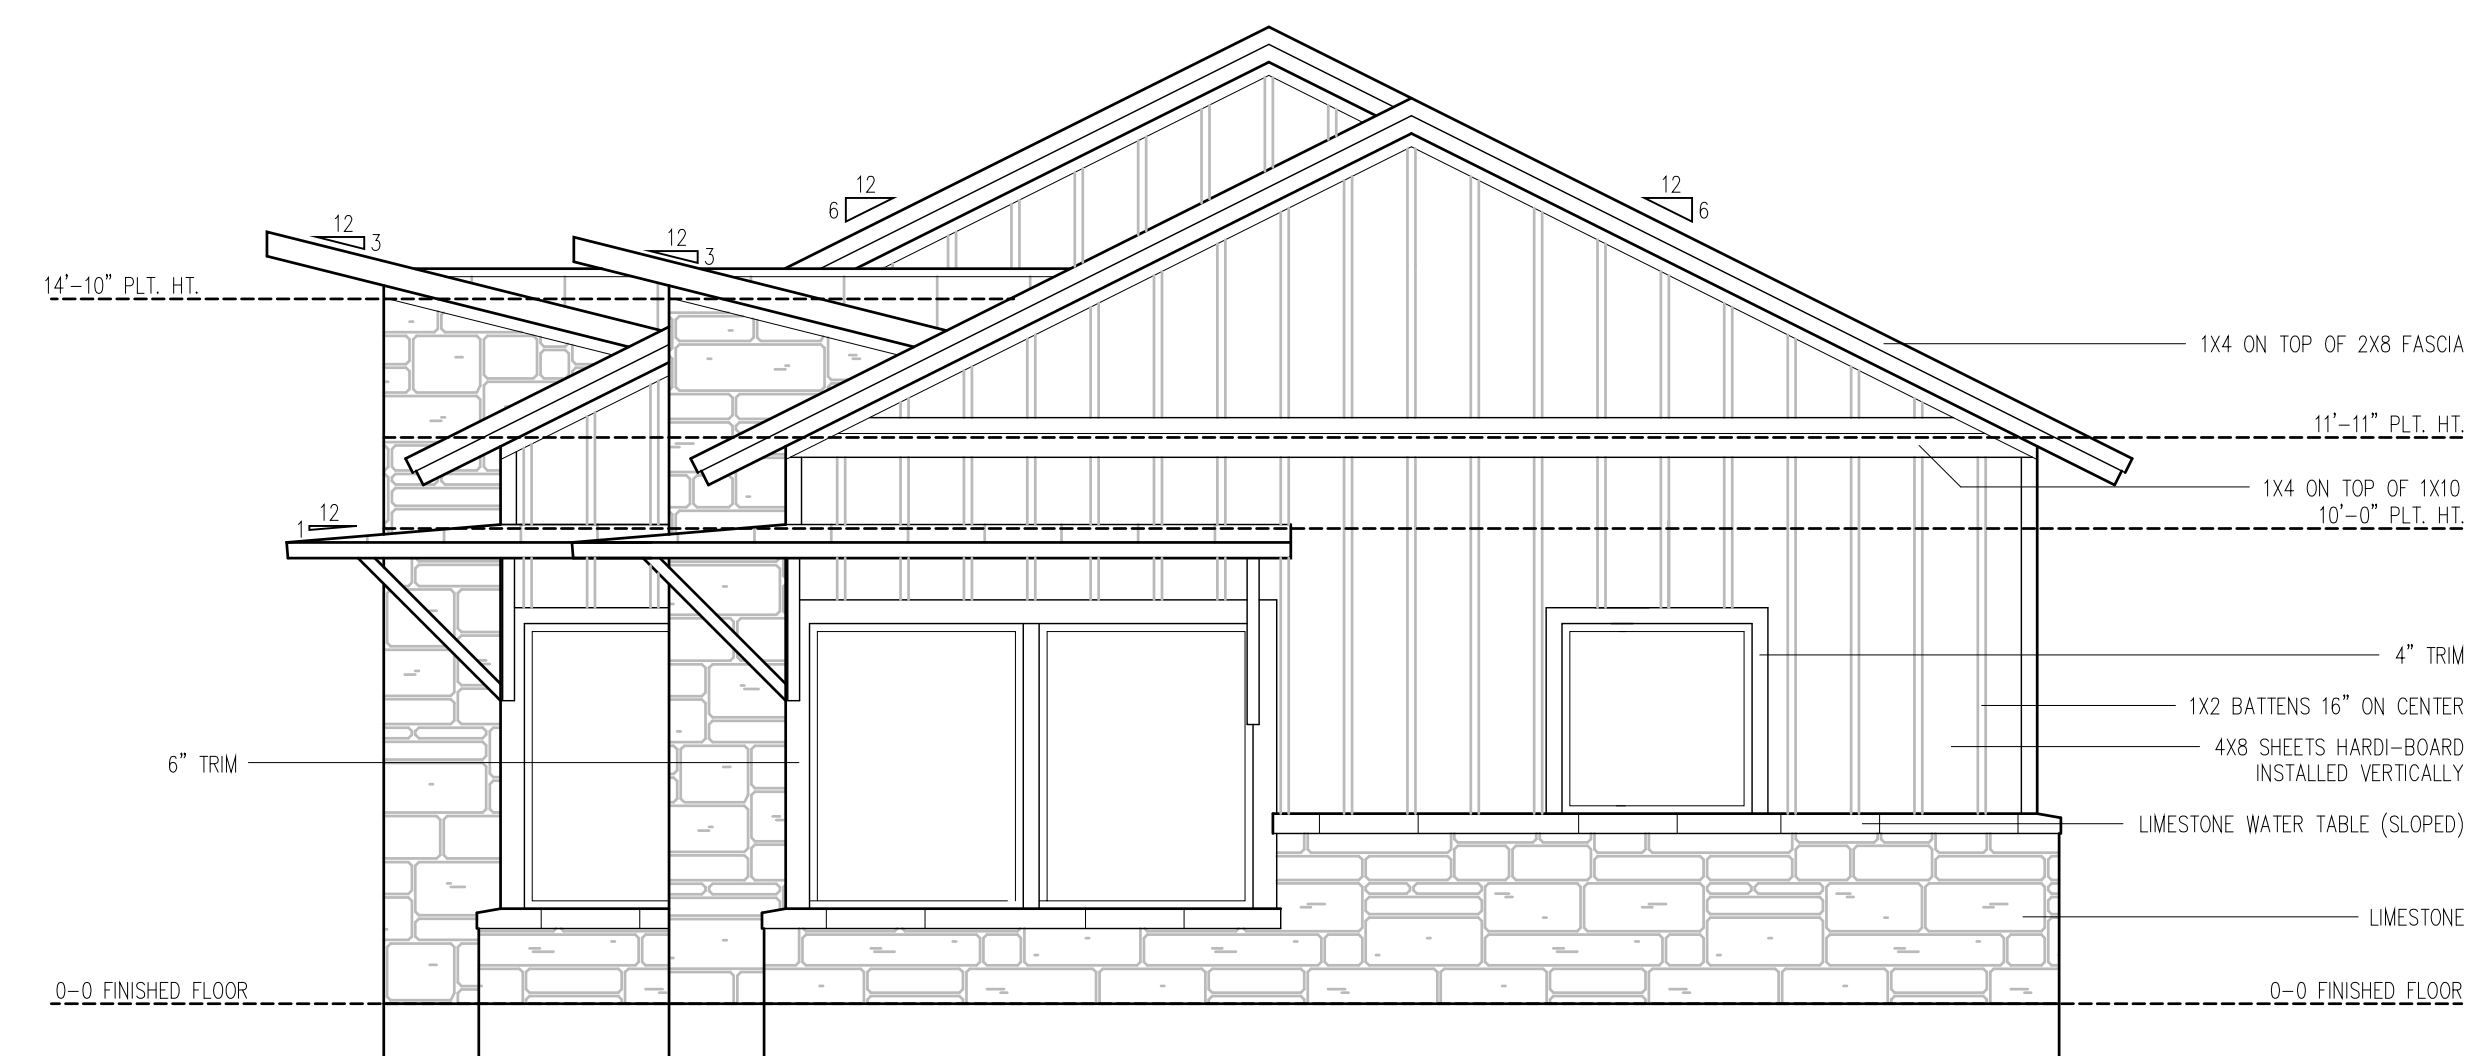 12
6
12
6
12
3
12
3
14'-10" PLT. HT.
1X4 ON TOP OF 2X8 FASCIA
11'-11" PLT. HT.
1X4 ON TOP OF 1X10
10'-0" PLT. HT.
12
1
4" TRIM
1X2 BATTENS 16" ON CENTER
4X8 SHEETS HARDI-BOARD
INSTALLED VERTICALLY
6" TRIM
LIMESTONE WATER TABLE (SLOPED)
LIMESTONE
0-0 FINISHED FLOOR
0-0 FINISHED FLOOR